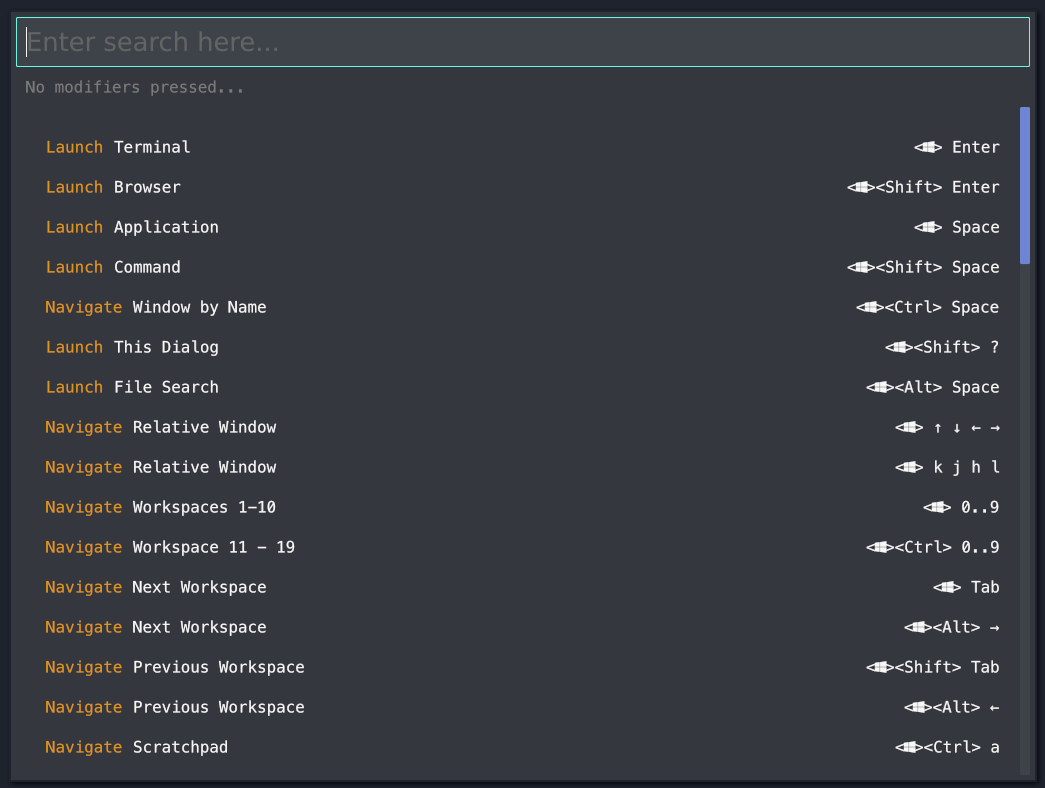 Enter search here...
No modifiers pressed...
Launch Terminal <> Enter
Launch Browser <><Shift> Enter
Launch Application <> Space
Launch Command <><Shift> Space
Navigate Window by Name <><Ctrl> Space
Launch This Dialog <><Shift> ?
Launch File Search <><Alt> Space
Navigate Relative Window <> ↑ ↓ ← →
Navigate Relative Window <> k j h l
Navigate Workspaces 1–10 <> 0..9
Navigate Workspace 11 – 19 <><Ctrl> 0..9
Navigate Next Workspace <> Tab
Navigate Next Workspace <><Alt> →
Navigate Previous Workspace <><Shift> Tab
Navigate Previous Workspace <><Alt> ←
Navigate Scratchpad <><Ctrl> a